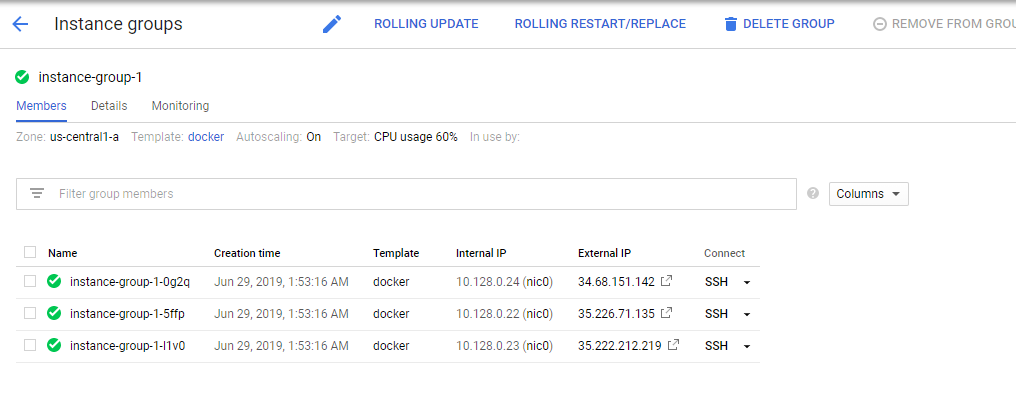 Instance groups ROLLING UPDATE ROLLING RESTART/REPLACE DELETE GROUP REMOVE FROM GROU
instance-group-1
Members Details Monitoring
Zone: us-central1-a Template: docker Autoscaling: On Target: CPU usage 60% In use by:
Filter group members ? Columns
Name Creation time Template Internal IP External IP Connect
instance-group-1-0g2q Jun 29, 2019, 1:53:16 AM docker 10.128.0.24 (nic0) 34.68.151.142 SSH
instance-group-1-5ffp Jun 29, 2019, 1:53:16 AM docker 10.128.0.22 (nic0) 35.226.71.135 SSH
instance-group-1-l1v0 Jun 29, 2019, 1:53:16 AM docker 10.128.0.23 (nic0) 35.222.212.219 SSH